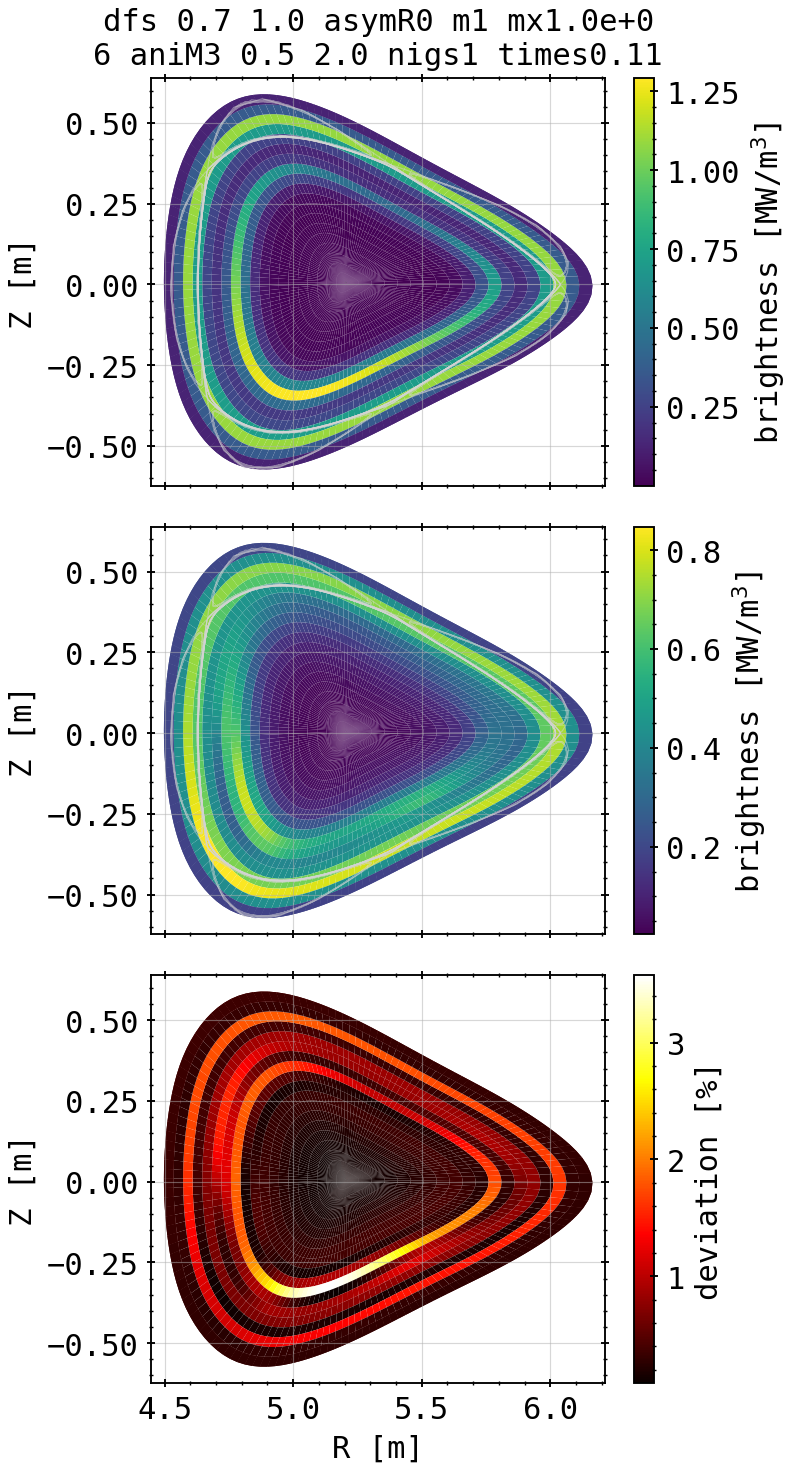 dfs 0.7 1.0 asymR0 m1 mx1.0e+0
6 aniM3 0.5 2.0 nigs1 times0.11
0.50
0.25
0.00
−0.25
−0.50
Z [m]
1.25
1.00
0.75
0.50
0.25
brightness [MW/m³]
0.50
0.25
0.00
−0.25
−0.50
Z [m]
0.8
0.6
0.4
0.2
brightness [MW/m³]
0.50
0.25
0.00
−0.25
−0.50
Z [m]
3
2
1
deviation [%]
4.5 5.0 5.5 6.0
R [m]